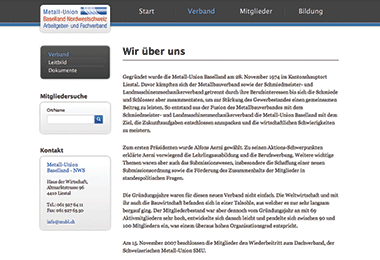 Metall-Union
Baselland Nordwestschweiz
Arbeitgeber- und Fachverband
Start
Verband
Mitglieder
Bildung
Verband
Leitbild
Dokumente
Mitgliedersuche
Ort/Name
Kontakt
Metall-Union
Baselland - NWS
Haus der Wirtschaft,
Altmarktstrasse 96
4410 Liestal
Tel: 061 927 64 11
Fax: 061 927 65 50
info@mubl.ch
Wir über uns
Gegründet wurde die Metall-Union Baselland am 08. November 1974 im Kantonshauptort
Liestal. Davor kämpften sich der Metallbauverband sowie der Schmiedmeister- und
Landmaschinenmechanikerverband getrennt durch ihre Berufsinteressen bis sich die Schmiede
und Schlosser aber zusammentaten, um zur Stärkung des Gewerbestandes einen gemeinsamen
Beitrag zu leisten. So entstand aus der Fusion des Metallbauverbandes mit dem
Schmiedmeister- und Landmaschinenmechanikerverband die Metall-Union Baselland mit dem
Ziel, die Zukunftsaufgaben entschlossen anzupacken und die wirtschaftlichen Schwierigkeiten
zu meistern.
Zum ersten Präsidenten wurde Alfons Aerni gewählt. Zu seinen Aktions-Schwerpunkten
erklärte Aerni vorwiegend die Lehrlingsausbildung und die Berufswerbung. Weitere wichtige
Themen waren aber auch das Submissionswesen, insbesondere die Schaffung einer neuen
Submissionsordnung sowie die Förderung des Zusammenhalts der Mitglieder in
standespolitischen Fragen.
Die Gründungsjahre waren für diesen neuen Verband nicht einfach. Die Weltwirtschaft und mit
ihr auch die Bauwirtschaft befanden sich in einer Talsohle, aus welcher es nur sehr langsam
bergauf ging. Der Mitgliederbestand war aber dennoch vom Gründungsjahr an mit 69
Aktivmitgliedern sehr hoch, entwickelte sich danach leicht und pendelte sich zwischen 90 und
100 Mitgliedern ein, was einem überaus hohen Organisationsgrad entspricht.
Am 15. November 2007 beschlossen die Mitglieder den Wiederbeitritt zum Dachverband, der
Schweizerischen Metall-Union SMU.